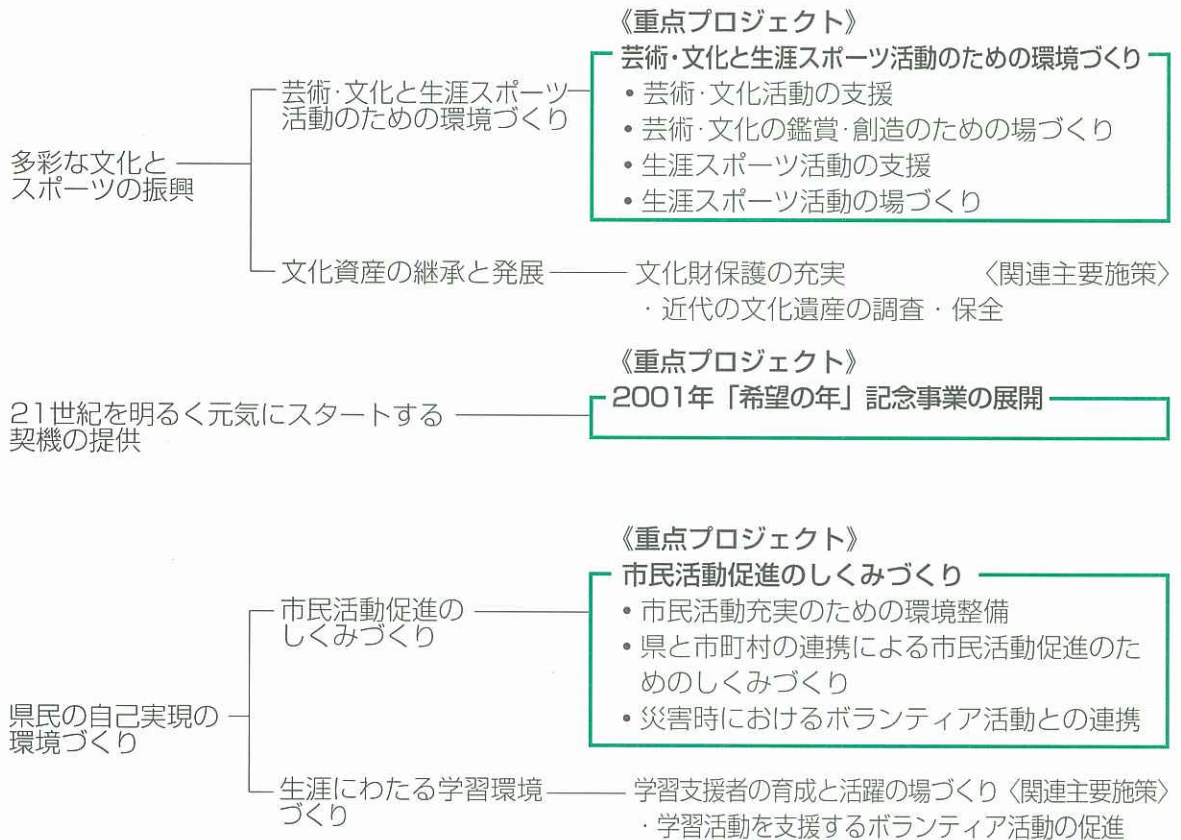 《重点プロジェクト》
芸術・文化と生涯スポーツ活動のための環境づくり
芸術・文化と生涯スポーツ
活動のための環境づくり
• 芸術・文化活動の支援
• 芸術・文化の鑑賞・創造のための場づくり
• 生涯スポーツ活動の支援
• 生涯スポーツ活動の場づくり
多彩な文化と
スポーツの振興
文化資産の継承と発展
文化財保護の充実 〈関連主要施策〉
・近代の文化遺産の調査・保全
《重点プロジェクト》
2001年「希望の年」記念事業の展開
21世紀を明るく元気にスタートする
契機の提供
《重点プロジェクト》
市民活動促進のしくみづくり
市民活動促進の
しくみづくり
• 市民活動充実のための環境整備
• 県と市町村の連携による市民活動促進のた
めのしくみづくり
• 災害時におけるボランティア活動との連携
県民の自己実現の
環境づくり
生涯にわたる学習環境
づくり
学習支援者の育成と活躍の場づくり〈関連主要施策〉
・学習活動を支援するボランティア活動の促進